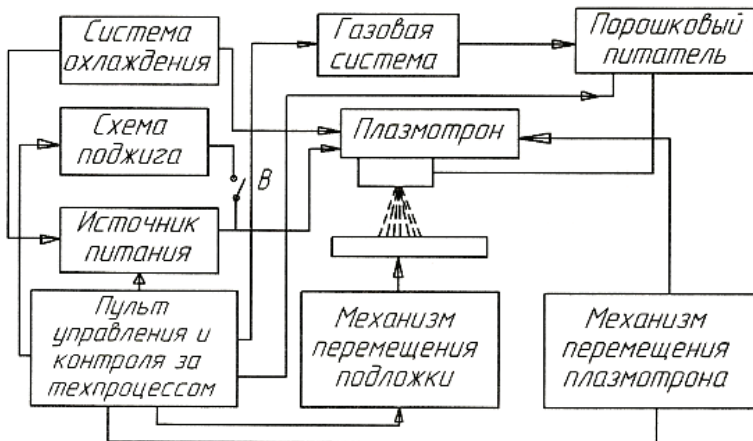 Система
охлаждения
Газовая
система
Порошковый
питатель
Схема
поджига
Плазмотрон
В
Источник
питания
Пульт
управления и
контроля за
техпроцессом
Механизм
перемещения
подложки
Механизм
перемещения
плазмотрона